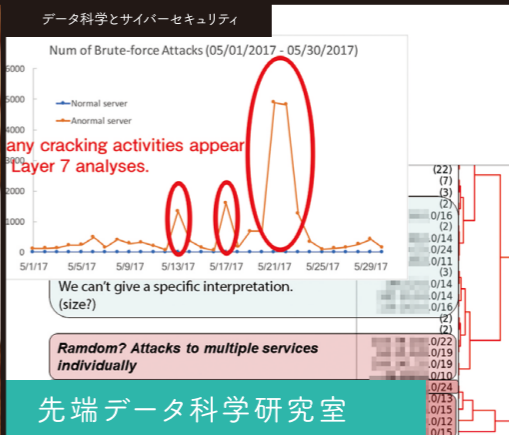 データ科学とサイバーセキュリティ
Num of Brute-force Attacks (05/01/2017 - 05/30/2017)
6000
5000
4000
3000
2000
1000
0
Normal server
Anormal server
any cracking activities appear
Layer 7 analyses.
5/1/17 5/5/17 5/9/17 5/13/17 5/17/17 5/21/17 5/25/17 5/29/17
(22)
(7)
(3)
(2)
.0/16
(2)
.0/14
.0/24
.0/11
(3)
.0/14
.0/14
.0/16
(2)
(2)
We can't give a specific interpretation.
(size?)
.0/22
.0/19
.0/19
.0/10
Ramdom? Attacks to multiple services
individually
.0/24
.0/13
.0/15
.0/12
.0/15
先端データ科学研究室